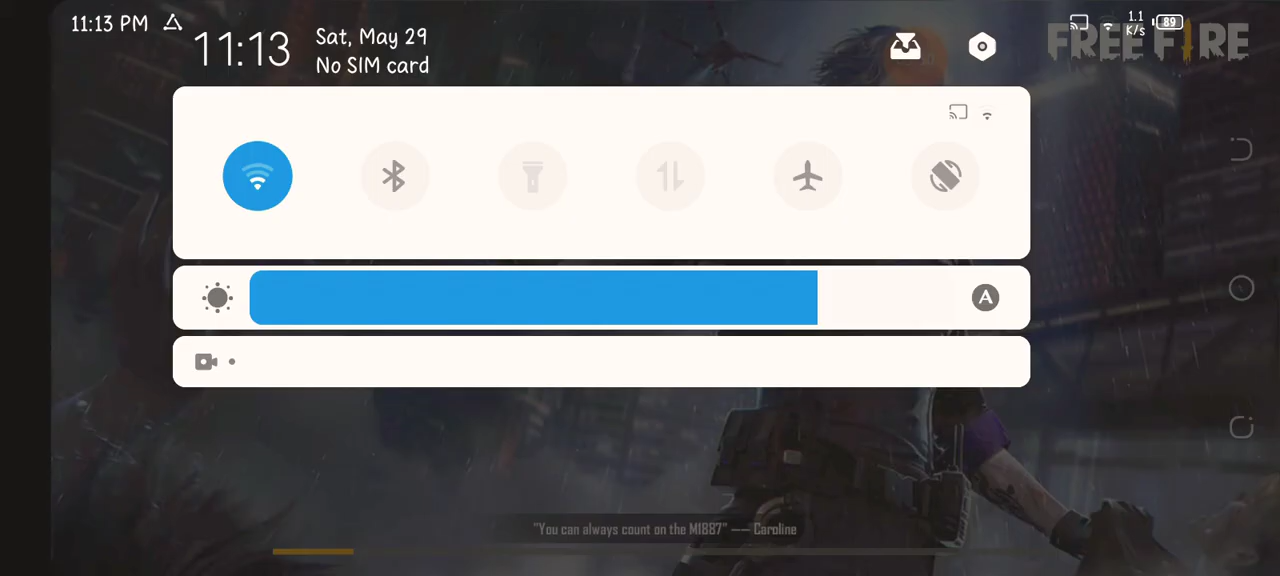 11:13 PM
11:13
Sat, May 29
No SIM card
1.1
K/s
89
FREE FIRE
A
"You can always count on the M1887" —— Caroline